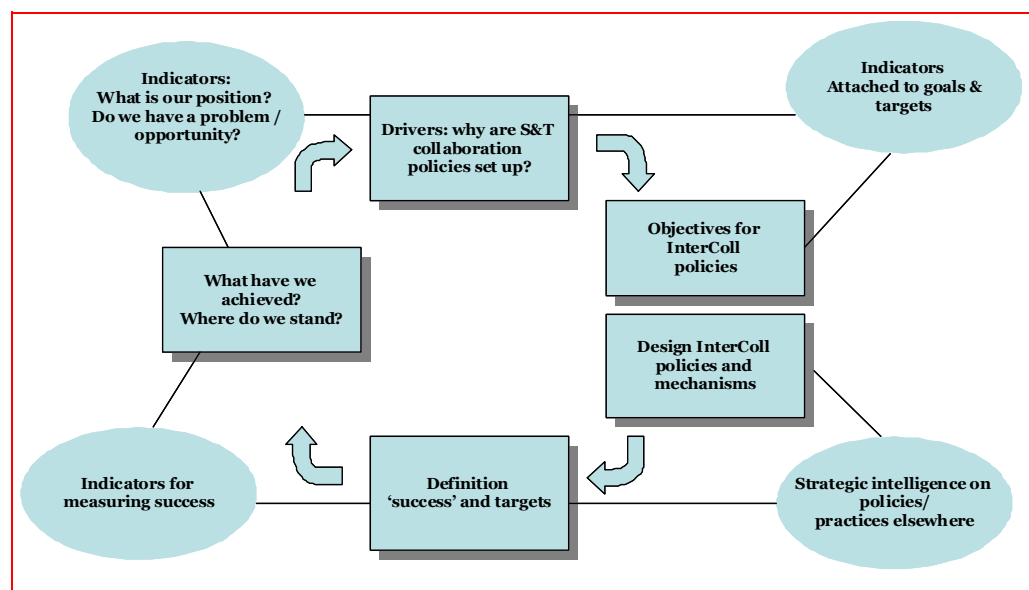 Indicators:
What is our position?
Do we have a problem /
opportunity?
Indicators
Attached to goals &
targets
Drivers: why are S&T
collaboration
policies set up?
Objectives for
InterColl
policies
What have we
achieved?
Where do we stand?
Design InterColl
policies and
mechanisms
Indicators for
measuring success
Definition
‘success’ and targets
Strategic intelligence on
policies/
practices elsewhere